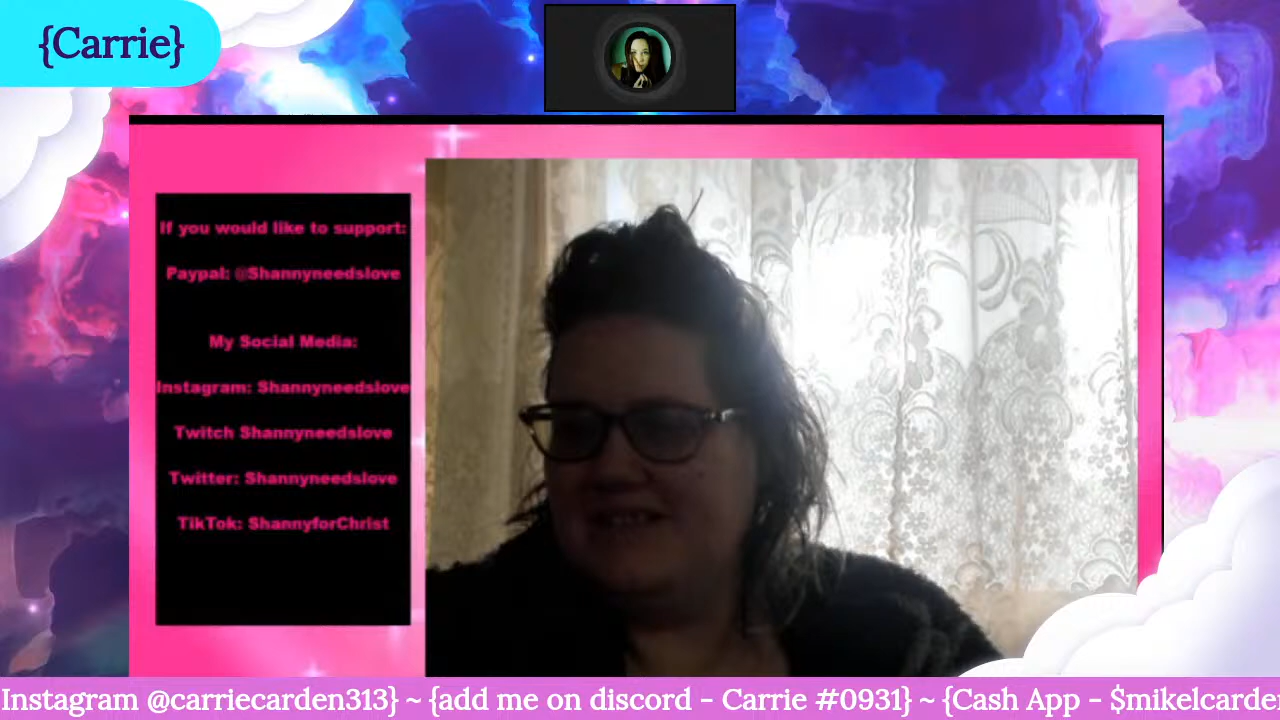 {Carrie}
If you would like to support:
Paypal: @Shannyneedslove
My Social Media:
Instagram: Shannyneedslove
Twitch Shannyneedslove
Twitter: Shannyneedslove
TikTok: ShannyforChrist
Instagram @carriecarden313} ~ {add me on discord - Carrie #0931} ~ {Cash App - $mikelcarde